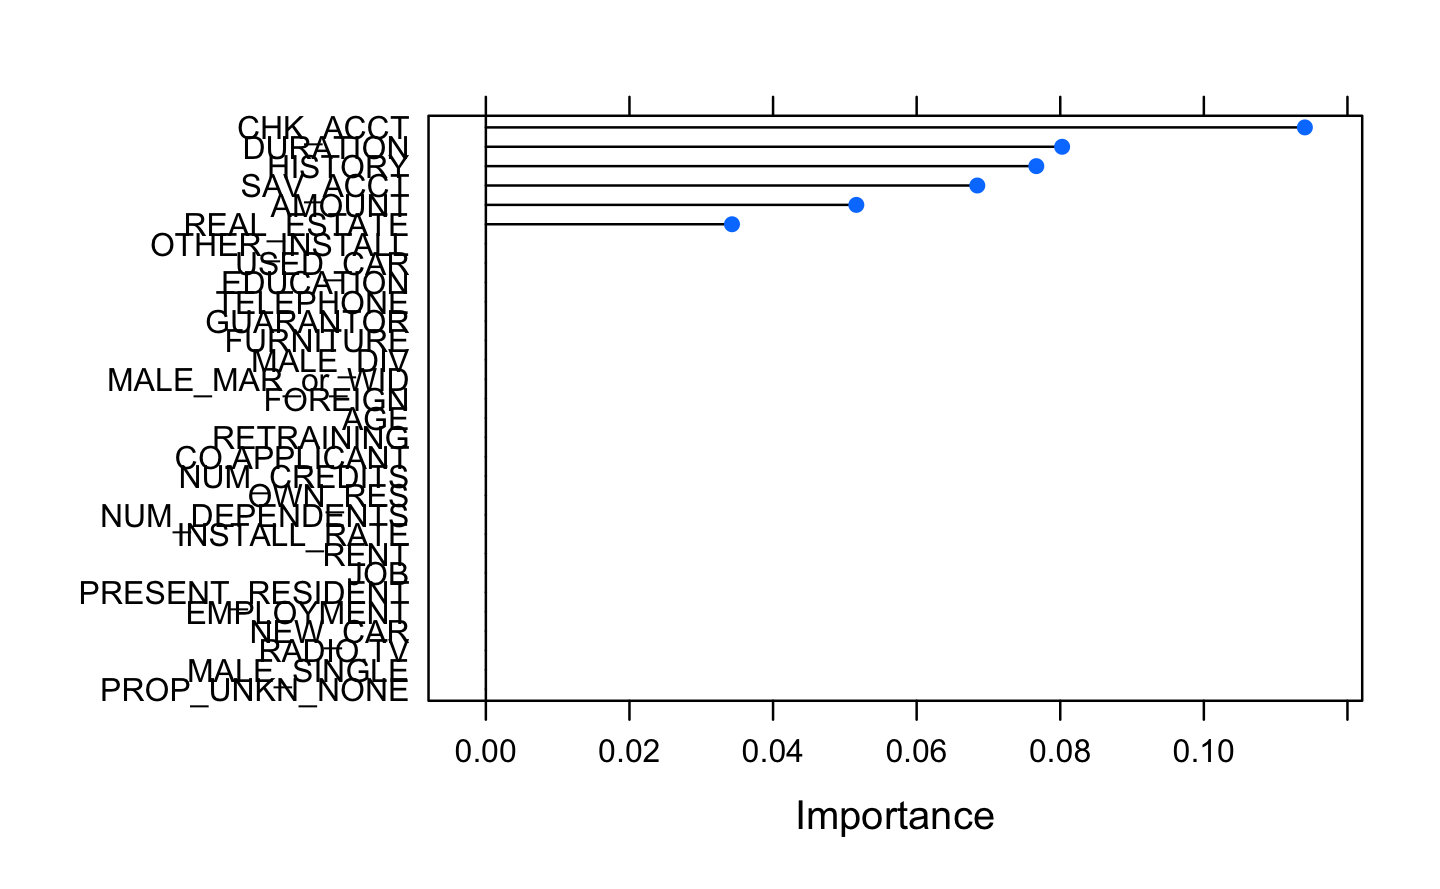 CHK_ACCT
DURATION
HISTORY
SAV_ACCT
AMOUNT
REAL_ESTATE
OTHER_INSTALL
USED_CAR
EDUCATION
TELEPHONE
GUARANTOR
FURNITURE
MALE_DIV
MALE_MAR_or_WID
FOREIGN
AGE
RETRAINING
CO.APPLICANT
NUM_CREDITS
OWN_RES
NUM_DEPENDENTS
INSTALL_RATE
RENT
JOB
PRESENT_RESIDENT
EMPLOYMENT
NEW_CAR
RADIO.TV
MALE_SINGLE
PROP_UNKN_NONE
0.00 0.02 0.04 0.06 0.08 0.10
Importance